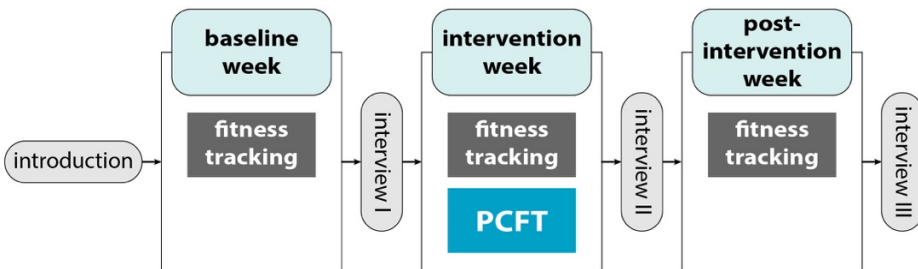 introduction
baseline
week
fitness
tracking
interview I
intervention
week
fitness
tracking
PCFT
interview II
post-
intervention
week
fitness
tracking
interview III